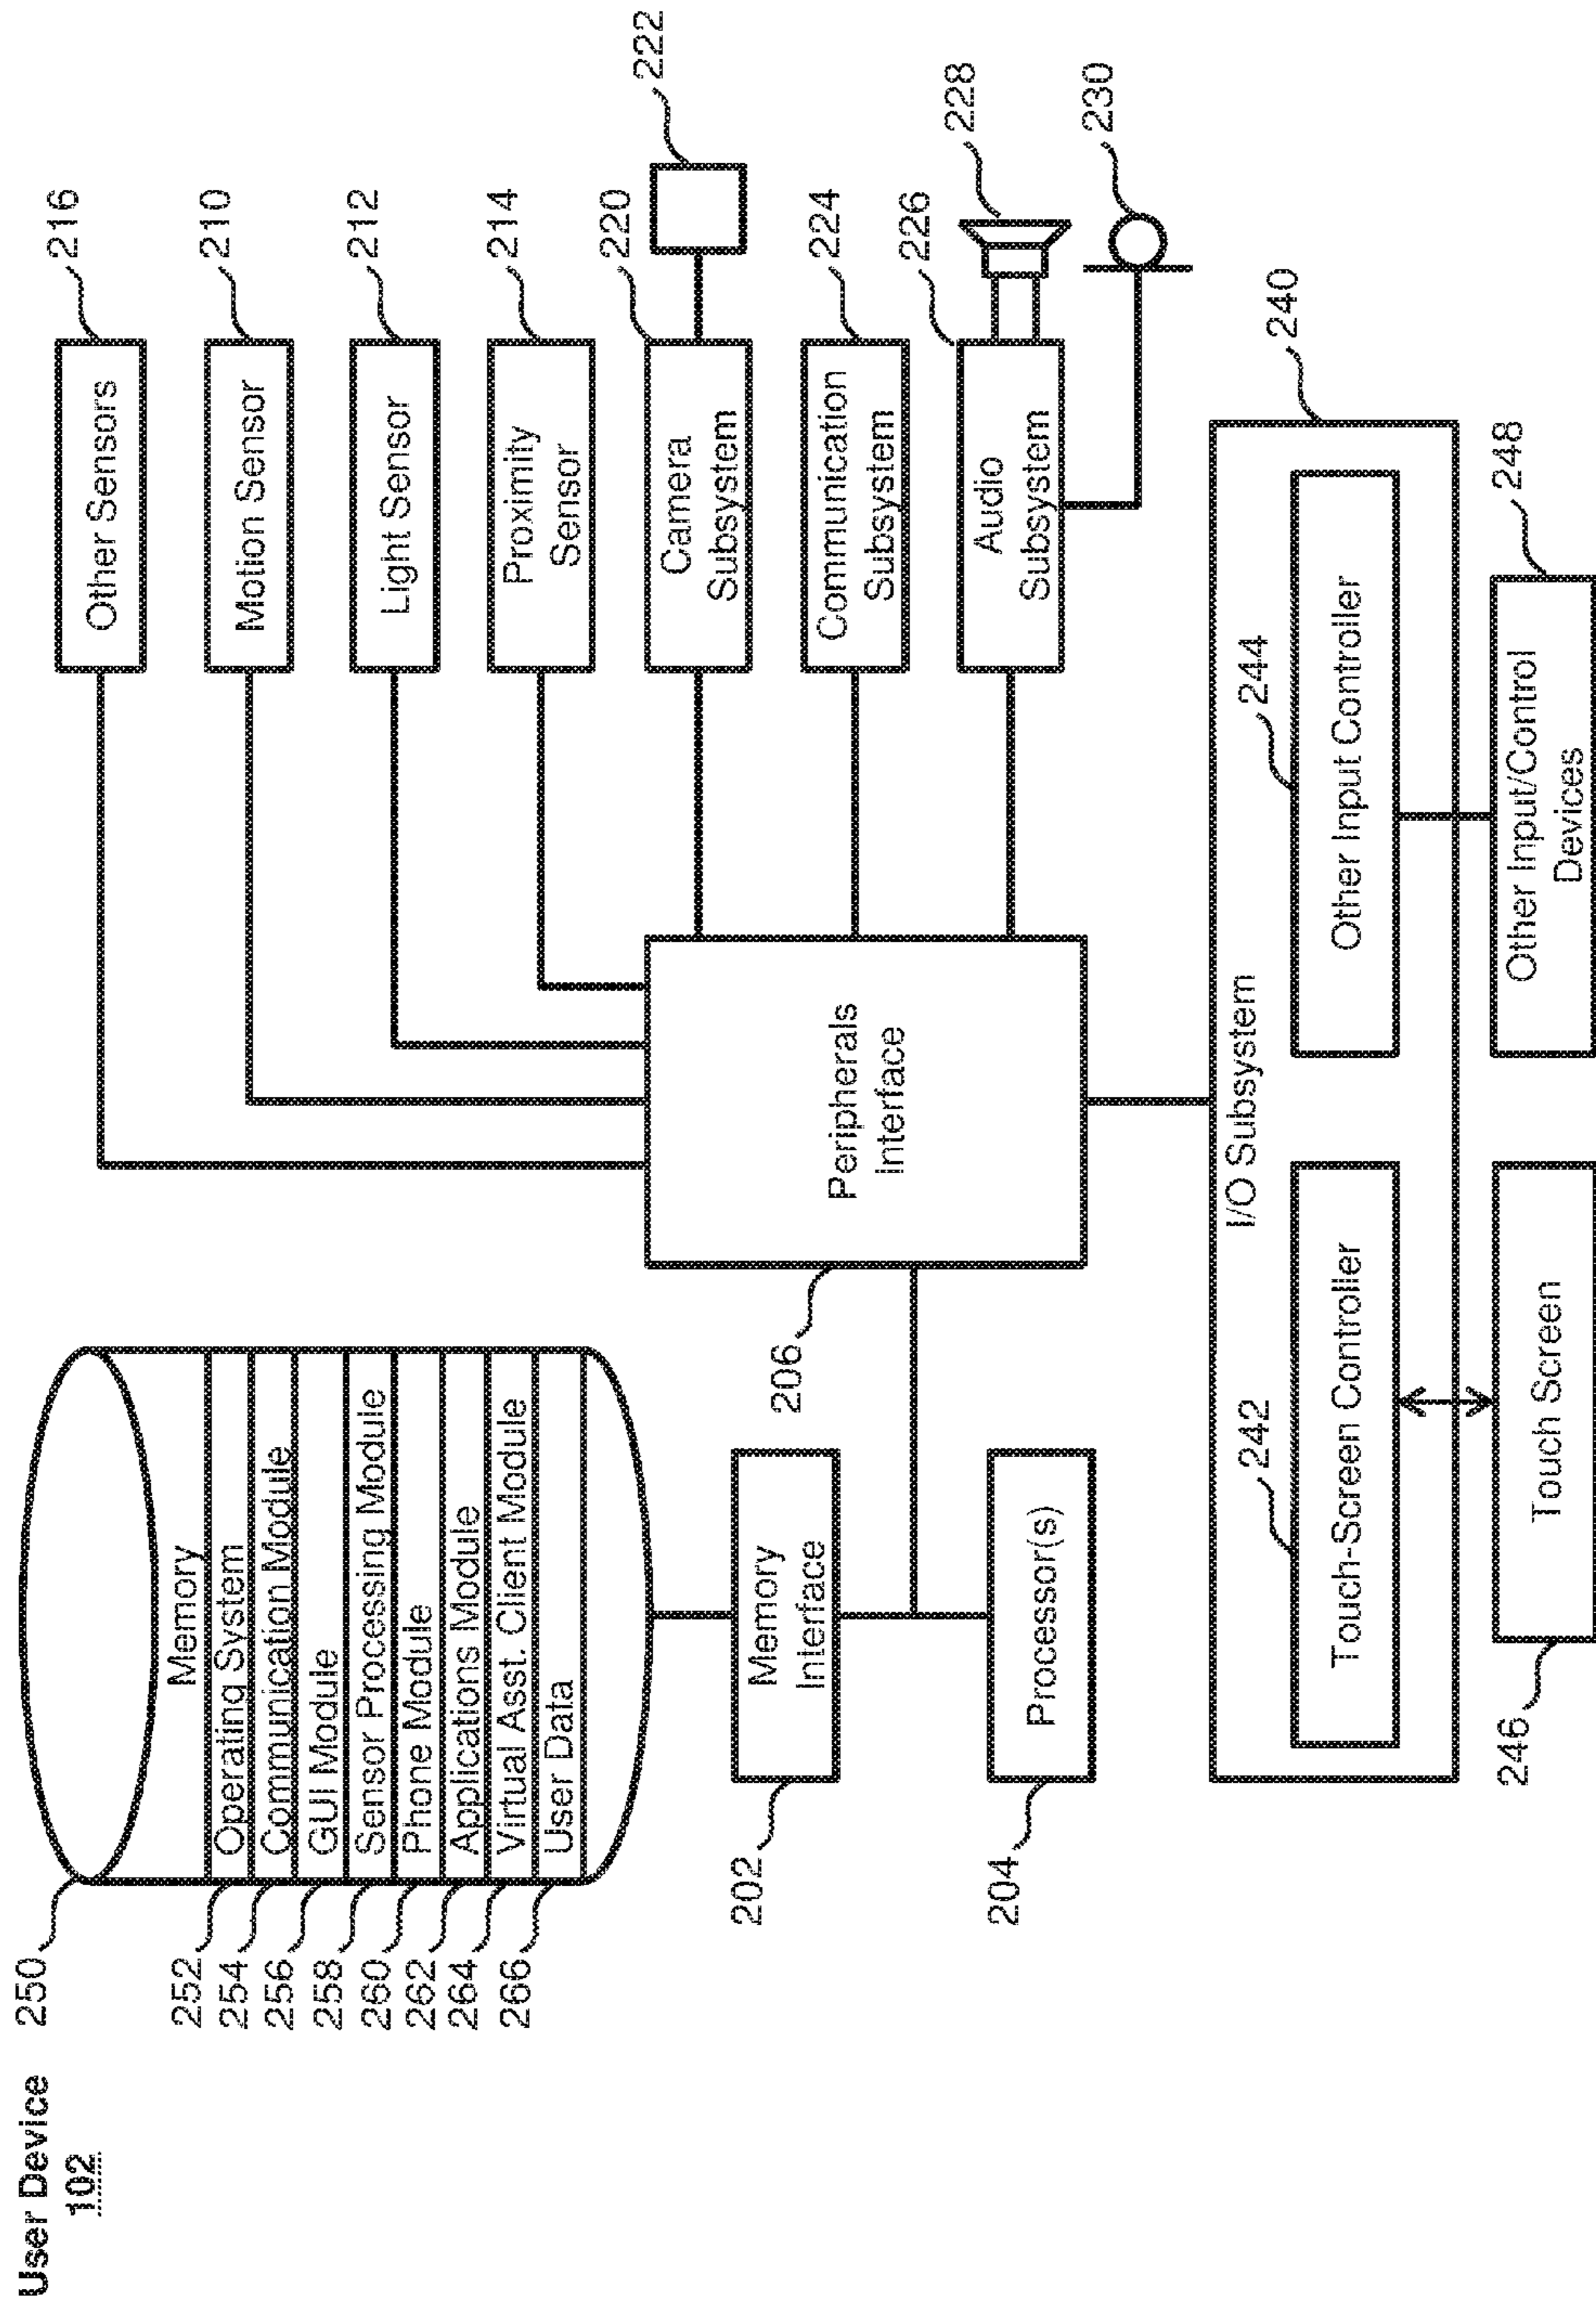 User Device
102
250
252
254
256
258
260
262
264
266
Memory
Operating System
Communication Module
GUI Module
Sensor Processing Module
Phone Module
Applications Module
Virtual Asst. Client Module
User Data
202
Memory
Interface
204
Processor(s)
206
Peripherals
interface
216
Other Sensors
210
Motion Sensor
212
Light Sensor
214
Proximity
Sensor
220
Camera
Subsystem
222
224
Communication
Subsystem
226
Audio
Subsystem
228
230
240
I/O Subsystem
242
Touch-Screen Controller
244
Other Input Controller
246
Touch Screen
248
Other Input/Control
Devices